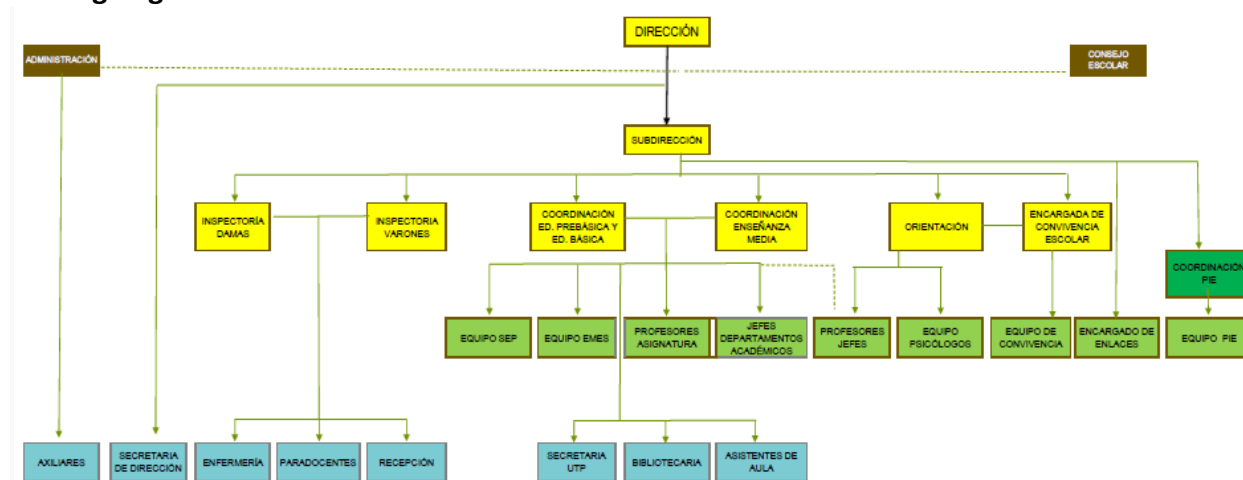 DIRECCIÓN
ADMINISTRACIÓN
CONSEJO
ESCOLAR
SUBDIRECCIÓN
INSPECTORÍA
DAMAS
INSPECTORIA
VARONES
COORDINACIÓN
ED. PREBÁSICA Y
ED. BÁSICA
COORDINACIÓN
ENSEÑANZA
MEDIA
ORIENTACIÓN
ENCARGADA DE
CONVIVENCIA
ESCOLAR
COORDINACIÓN
PIE
EQUIPO SEP
EQUIPO EMES
PROFESORES
ASIGNATURA
JEFES
DEPARTAMENTOS
ACADÉMICOS
PROFESORES
JEFES
EQUIPO
PSICÓLOGOS
EQUIPO DE
CONVIVENCIA
ENCARGADO DE
ENLACES
EQUIPO PIE
AXILIARES
SECRETARIA
DE DIRECCIÓN
ENFERMERÍA
PARADOCENTES
RECEPCIÓN
SECRETARIA
UTP
BIBLIOTECARIA
ASISTENTES DE
AULA